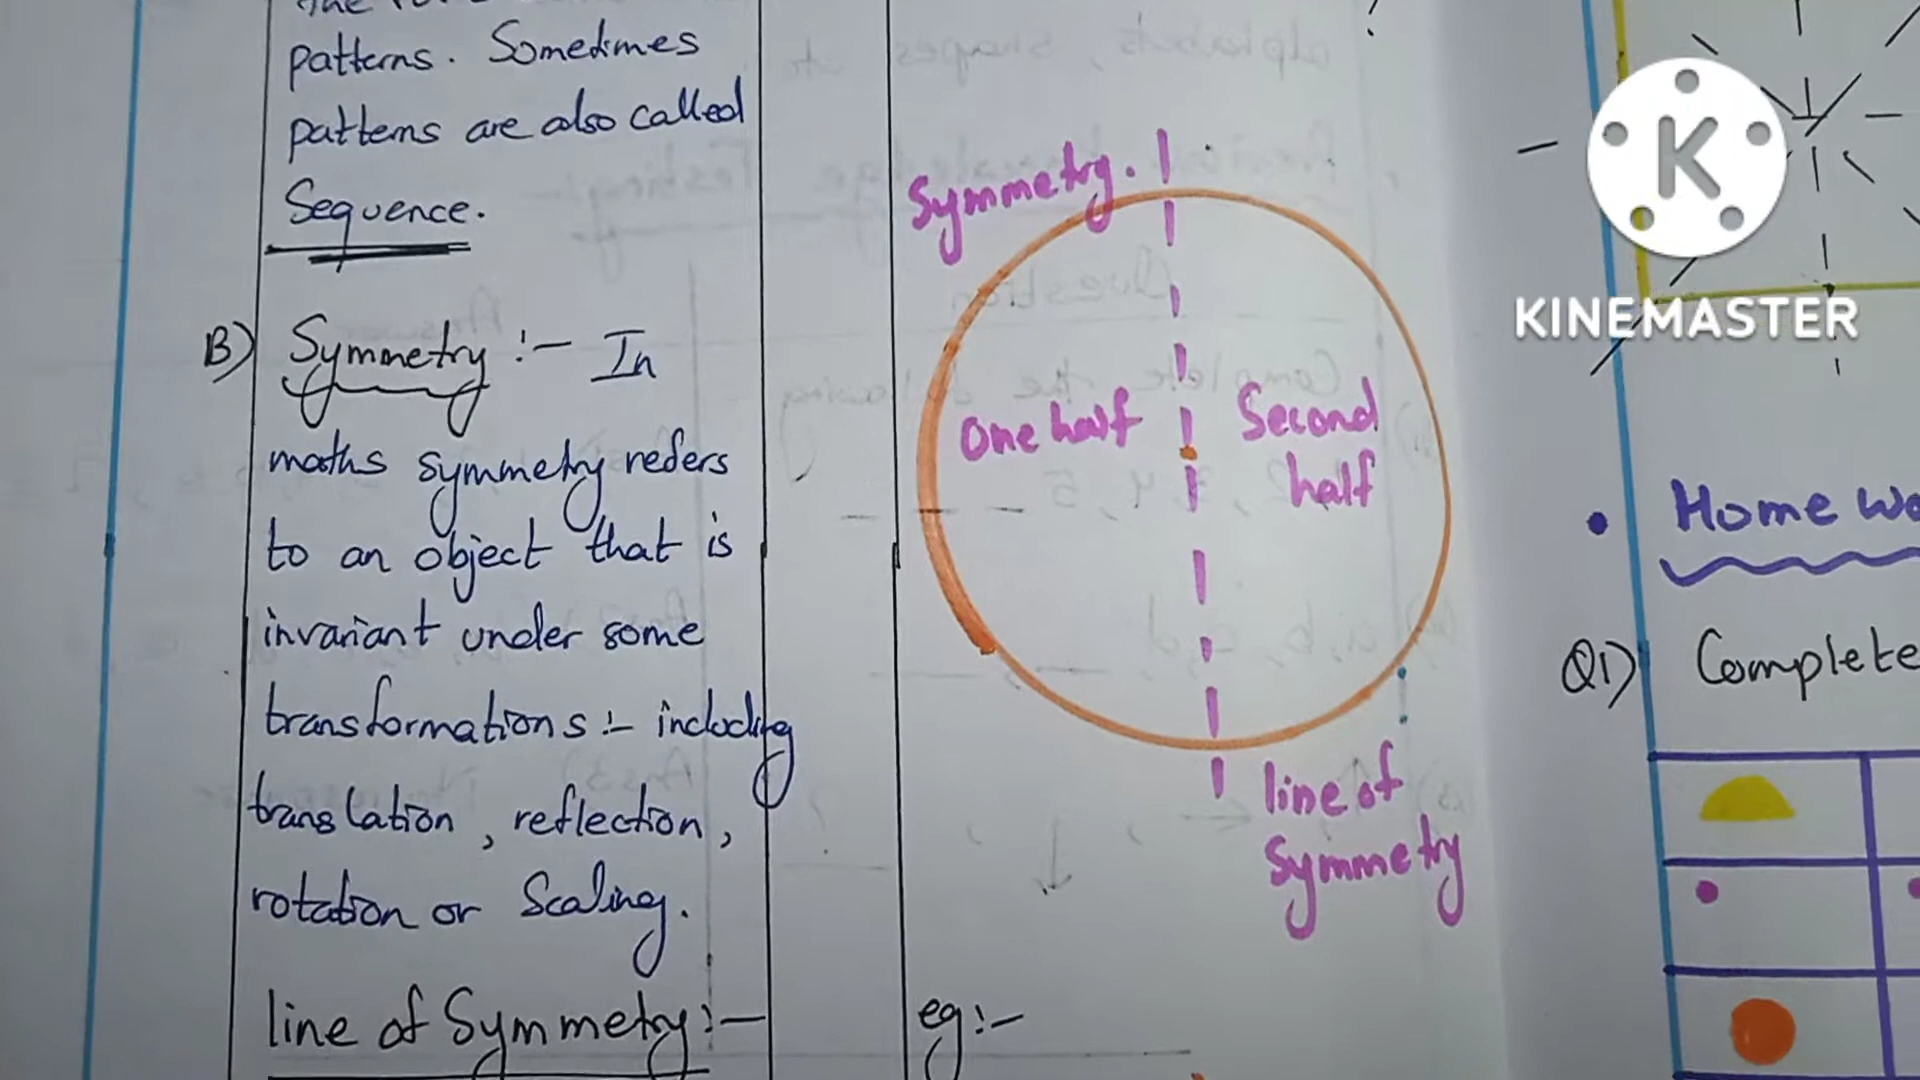 patterns. Sometimes
patterns are also called
Sequence.
B) Symmetry :- In
maths symmetry reders
to an object that is
invariant under some
transformations :- including
translation, reflection,
rotation or Scaling.
line of Symmetry :-
Symmetry.
One half
Second
half
line of
Symmetry
eg :-
?
K
KINEMASTER
• Home
Q1) Complete